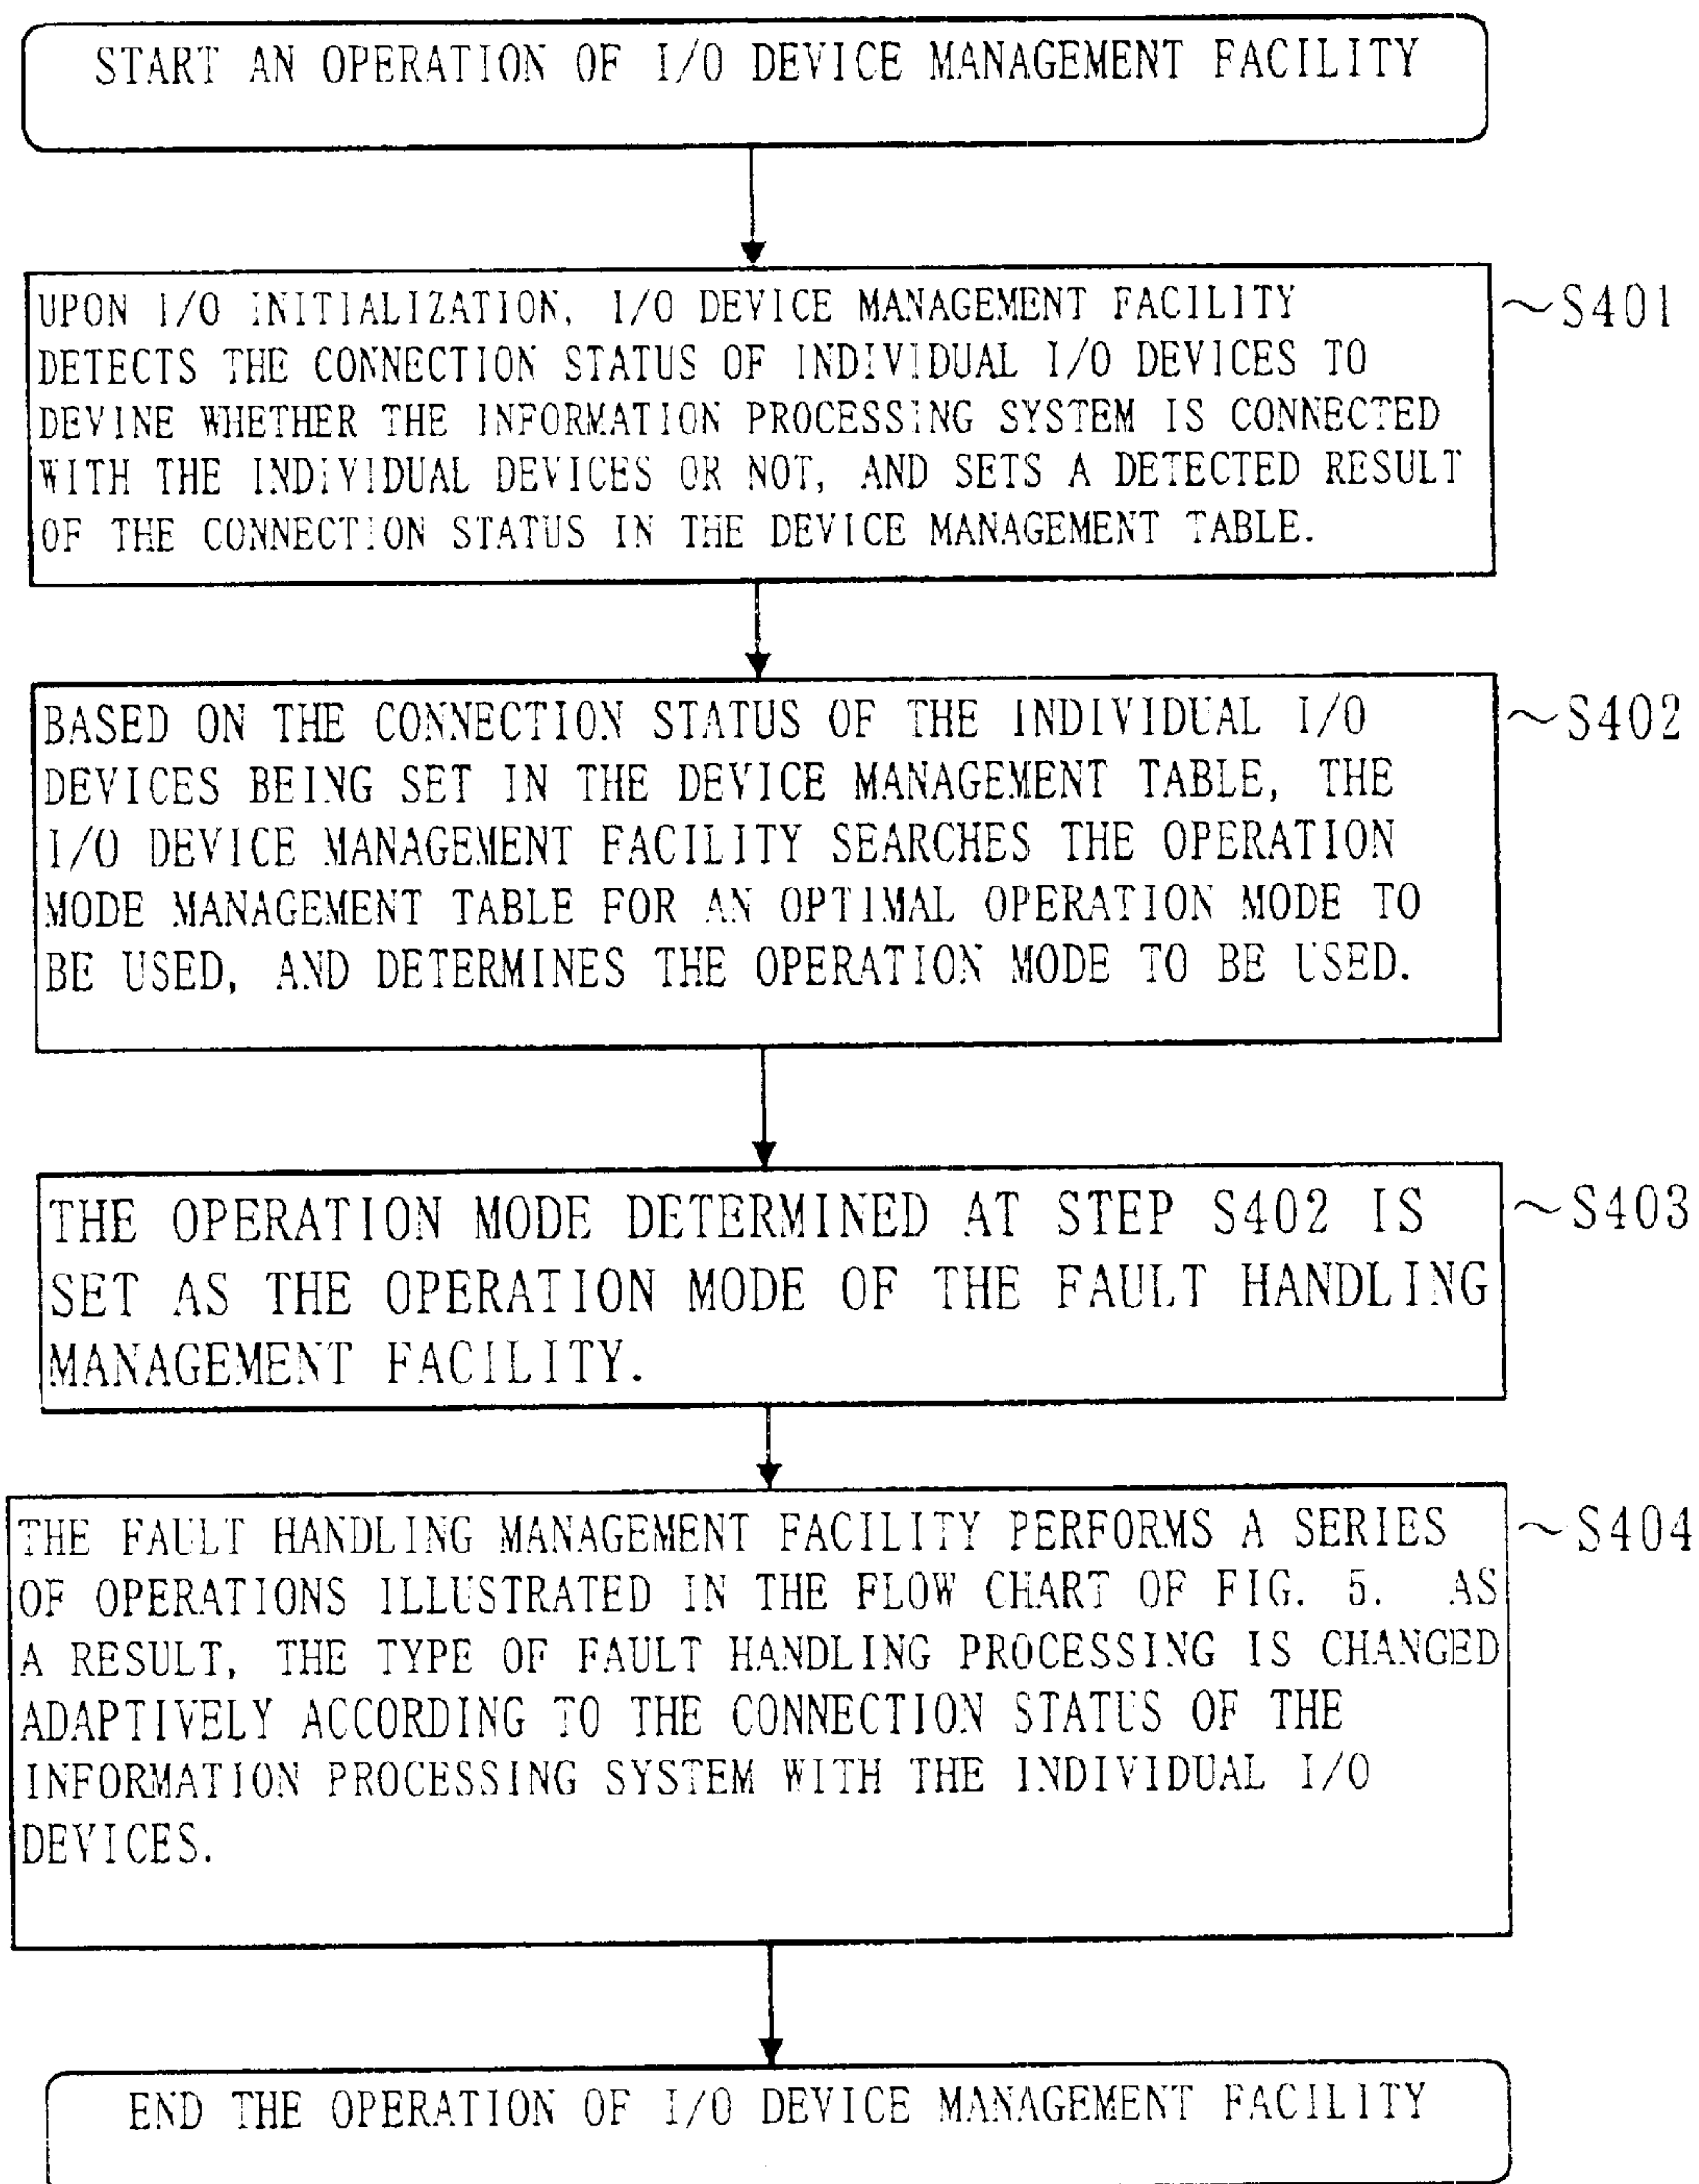 START AN OPERATION OF I/O DEVICE MANAGEMENT FACILITY
UPON I/O INITIALIZATION, I/O DEVICE MANAGEMENT FACILITY
DETECTS THE CONNECTION STATUS OF INDIVIDUAL I/O DEVICES TO
DEVINE WHETHER THE INFORMATION PROCESSING SYSTEM IS CONNECTED
WITH THE INDIVIDUAL DEVICES OR NOT, AND SETS A DETECTED RESULT
OF THE CONNECTION STATUS IN THE DEVICE MANAGEMENT TABLE.
~S401
BASED ON THE CONNECTION STATUS OF THE INDIVIDUAL I/O
DEVICES BEING SET IN THE DEVICE MANAGEMENT TABLE, THE
I/O DEVICE MANAGEMENT FACILITY SEARCHES THE OPERATION
MODE MANAGEMENT TABLE FOR AN OPTIMAL OPERATION MODE TO
BE USED, AND DETERMINES THE OPERATION MODE TO BE USED.
~S402
THE OPERATION MODE DETERMINED AT STEP S402 IS
SET AS THE OPERATION MODE OF THE FAULT HANDLING
MANAGEMENT FACILITY.
~S403
THE FAULT HANDLING MANAGEMENT FACILITY PERFORMS A SERIES
OF OPERATIONS ILLUSTRATED IN THE FLOW CHART OF FIG. 5. AS
A RESULT, THE TYPE OF FAULT HANDLING PROCESSING IS CHANGED
ADAPTIVELY ACCORDING TO THE CONNECTION STATUS OF THE
INFORMATION PROCESSING SYSTEM WITH THE INDIVIDUAL I/O
DEVICES.
~S404
END THE OPERATION OF I/O DEVICE MANAGEMENT FACILITY